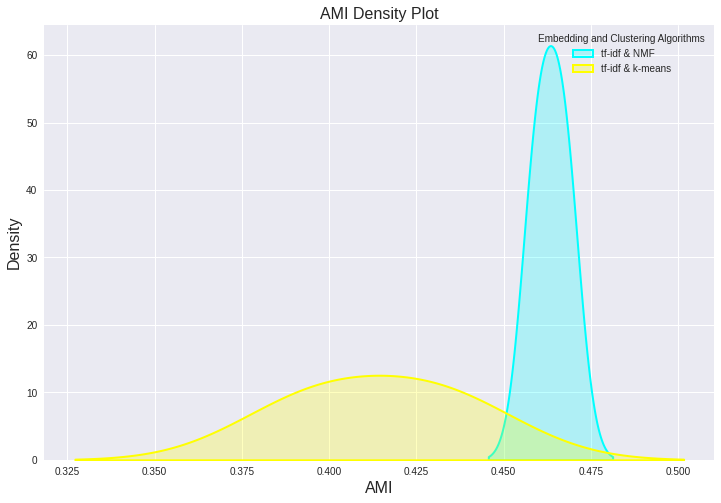 AMI Density Plot
Embedding and Clustering Algorithms
tf-idf & NMF
tf-idf & k-means
Density
60
50
40
30
20
10
0
0.325 0.350 0.375 0.400 0.425 0.450 0.475 0.500
AMI